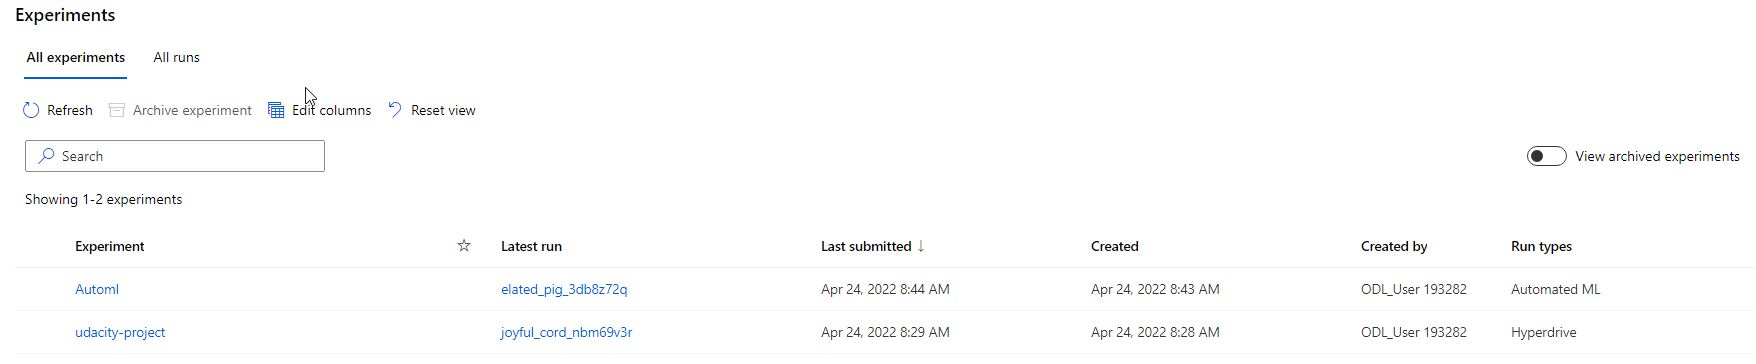 Experiments
All experiments All runs
Refresh Archive experiment Edit columns Reset view
Search View archived experiments
Showing 1-2 experiments
Experiment Latest run Last submitted ↓ Created Created by Run types
Automl elated_pig_3db8z72q Apr 24, 2022 8:44 AM Apr 24, 2022 8:43 AM ODL_User 193282 Automated ML
udacity-project joyful_cord_nbm69v3r Apr 24, 2022 8:29 AM Apr 24, 2022 8:28 AM ODL_User 193282 Hyperdrive